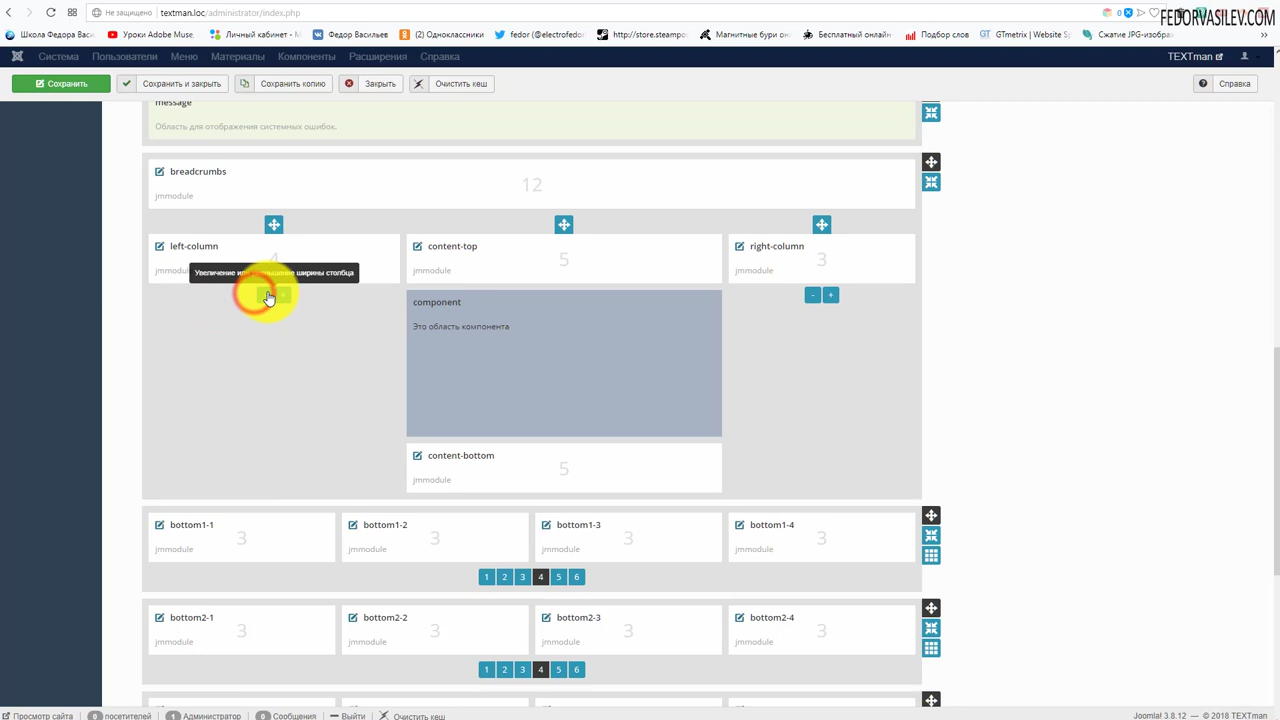 Не защищено textman.loc/administrator/index.php
FEDORVASILEV.COM
Школа Федора Васи. Уроки Adobe Muse. Личный кабинет - М Федор Васильев (2) Одноклассники fedor (@electrofedor http://store.steampo Магнитные бури он Бесплатный онлайн Подбор слов GTmetrix | Website S Сжатие JPG-изобра
Система Пользователи Меню Материалы Компоненты Расширения Справка TEXTman
Сохранить Сохранить и закрыть Сохранить копию Закрыть Очистить кеш Справка
message
Область для отображения системных ошибок.
breadcrumbs
12
jmmodule
left-column content-top right-column
4 5 3
jmmodule jmmodule
Увеличение или уменьшение ширины столбца
+ - +
component
Это область компонента
content-bottom
5
jmmodule
bottom1-1 bottom1-2 bottom1-3 bottom1-4
3 3 3 3
jmmodule jmmodule jmmodule jmmodule
1 2 3 4 5 6
bottom2-1 bottom2-2 bottom2-3 bottom2-4
3 3 3 3
jmmodule jmmodule jmmodule jmmodule
1 2 3 4 5 6
Просмотр сайта 0 посетителей 1 Администратор 0 Сообщения Выйти Очистить кеш Joomla! 3.8.12 — © 2018 TEXTman